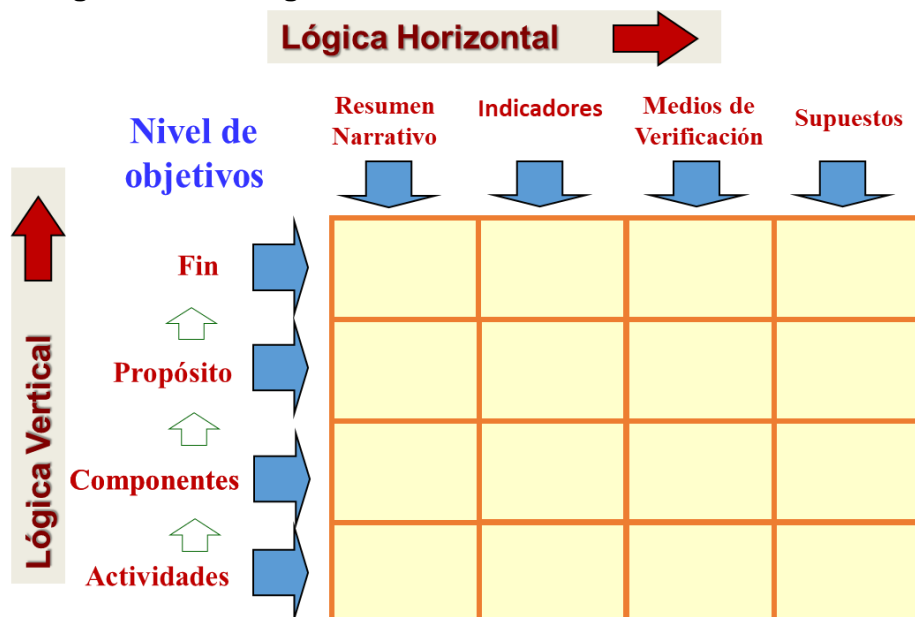 Lógica Horizontal
Resumen
Narrativo
Indicadores
Medios de
Verificación
Supuestos
Nivel de
objetivos
Fin
Propósito
Componentes
Actividades
Lógica Vertical